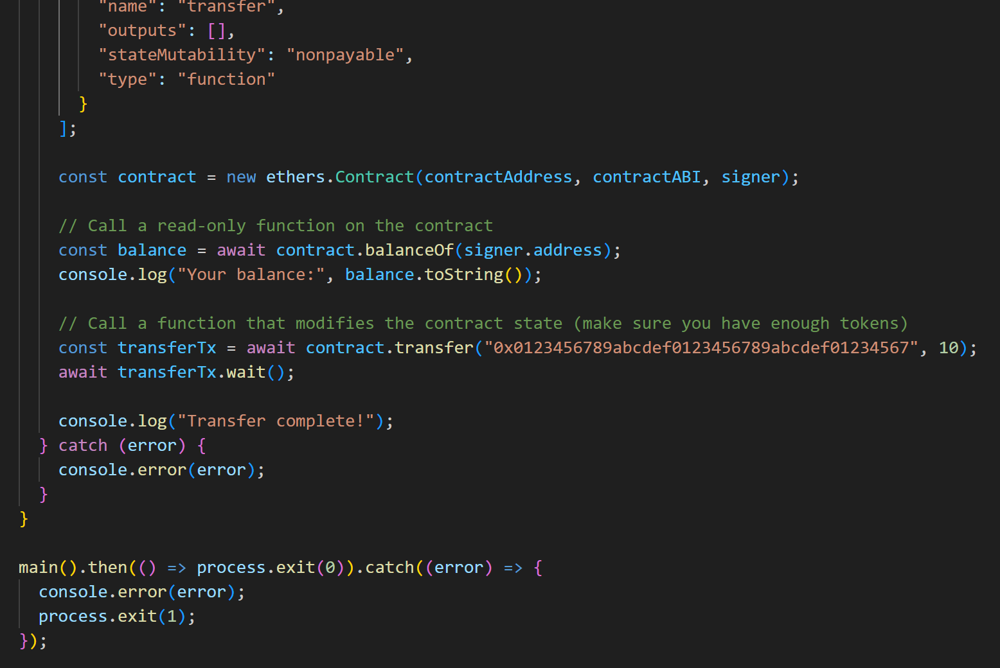 "name": "transfer",
"outputs": [],
"stateMutability": "nonpayable",
"type": "function"
}
];
const contract = new ethers.Contract(contractAddress, contractABI, signer);
// Call a read-only function on the contract
const balance = await contract.balanceOf(signer.address);
console.log("Your balance:", balance.toString());
// Call a function that modifies the contract state (make sure you have enough tokens)
const transferTx = await contract.transfer("0x0123456789abcdef0123456789abcdef01234567", 10);
await transferTx.wait();
console.log("Transfer complete!");
} catch (error) {
console.error(error);
}
}
main().then(() => process.exit(0)).catch((error) => {
console.error(error);
process.exit(1);
});